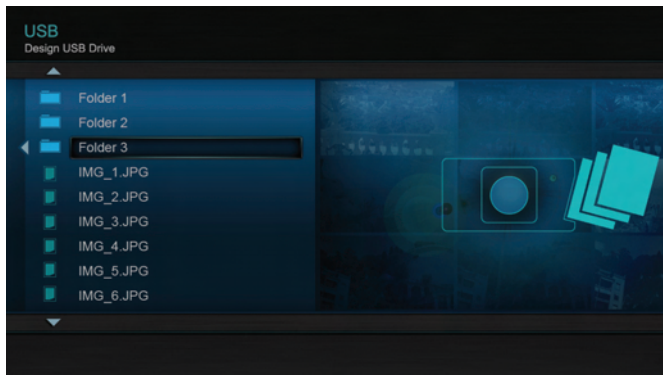 USB
Design USB Drive
Folder 1
Folder 2
Folder 3
IMG_1.JPG
IMG_2.JPG
IMG_3.JPG
IMG_4.JPG
IMG_5.JPG
IMG_6.JPG